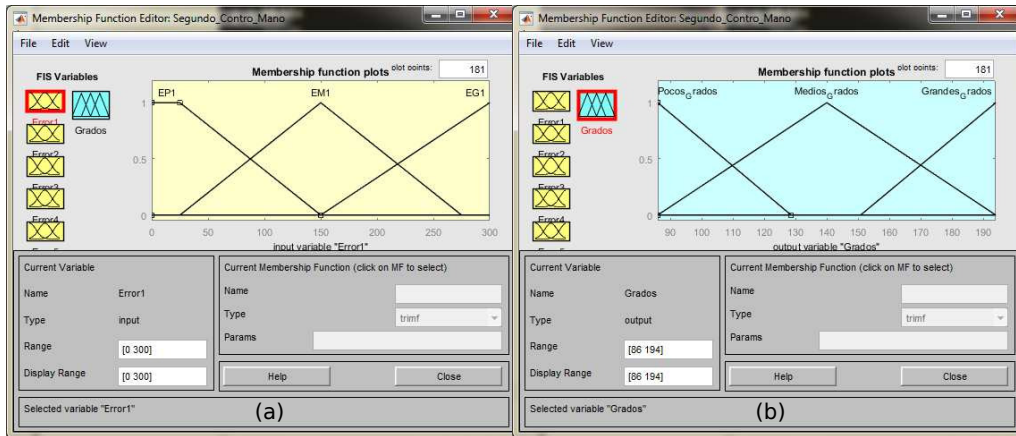 Membership Function Editor: Segundo_Contro_Mano
File Edit View
FIS Variables
Membership function plots
plot points:
181
EP1 EM1 EG1
1
0.5
0
0 50 100 150 200 250 300
input variable "Error1"
Error1
Grados
Error2
Error3
Error4
Current Variable
Name Error1
Type input
Range [0 300]
Display Range [0 300]
Current Membership Function (click on MF to select)
Name
Type trimf
Params
Help Close
Selected variable "Error1"
(a)
Membership Function Editor: Segundo_Contro_Mano
File Edit View
FIS Variables
Membership function plots
plot points:
181
PocosGrados MediosGrados GrandesGrados
1
0.5
0
90 100 110 120 130 140 150 160 170 180 190
output variable "Grados"
Error1
Grados
Error2
Error3
Error4
Current Variable
Name Grados
Type output
Range [86 194]
Display Range [86 194]
Current Membership Function (click on MF to select)
Name
Type trimf
Params
Help Close
Selected variable "Grados"
(b)